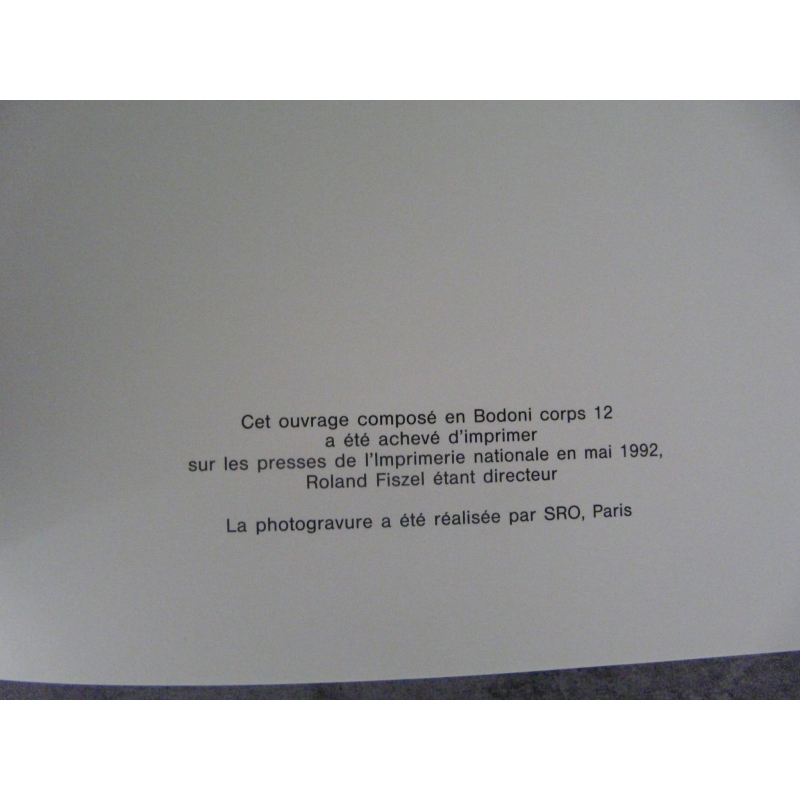 Cet ouvrage composé en Bodoni corps 12
a été achevé d'imprimer
sur les presses de l'Imprimerie nationale en mai 1992,
Roland Fiszel étant directeur
La photogravure a été réalisée par SRO, Paris